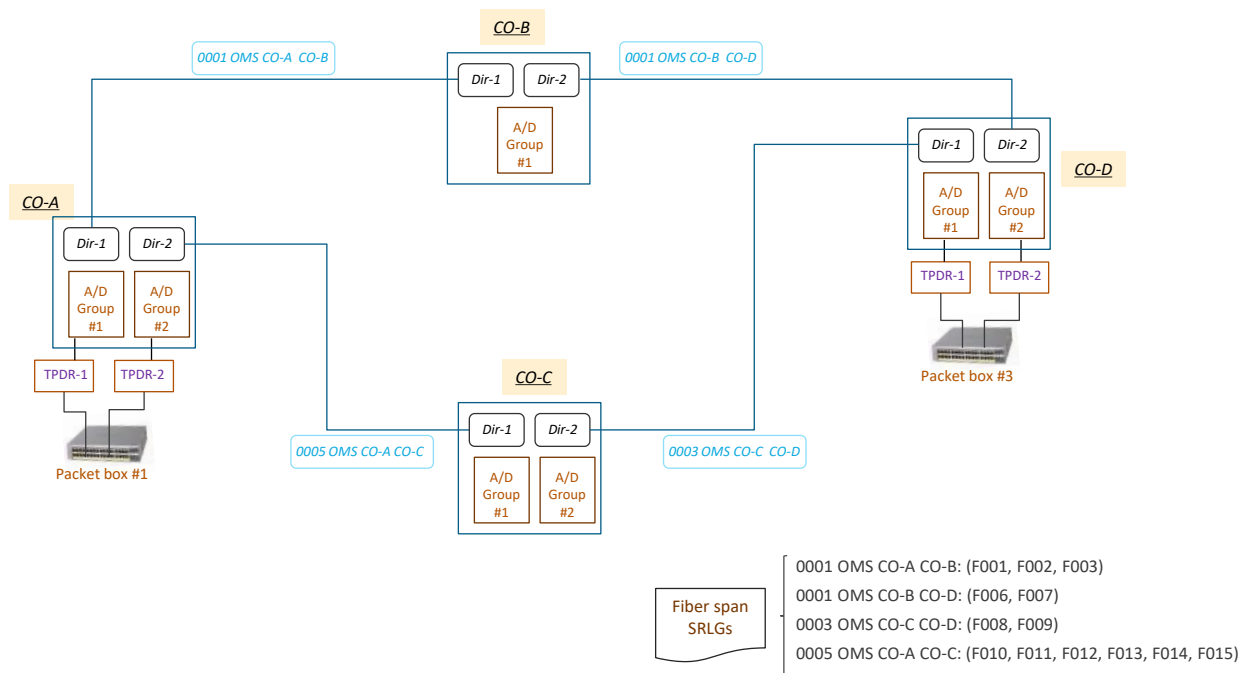 CO-B
0001 OMS CO-A CO-B
0001 OMS CO-B CO-D
Dir-1
Dir-2
A/D
Group
#1
CO-D
Dir-1
Dir-2
A/D
Group
#1
A/D
Group
#2
TPDR-1
TPDR-2
Packet box #3
CO-A
Dir-1
Dir-2
A/D
Group
#1
A/D
Group
#2
TPDR-1
TPDR-2
Packet box #1
CO-C
0005 OMS CO-A CO-C
0003 OMS CO-C CO-D
Dir-1
Dir-2
A/D
Group
#1
A/D
Group
#2
Fiber span
SRLGs
0001 OMS CO-A CO-B: (F001, F002, F003)
0001 OMS CO-B CO-D: (F006, F007)
0003 OMS CO-C CO-D: (F008, F009)
0005 OMS CO-A CO-C: (F010, F011, F012, F013, F014, F015)